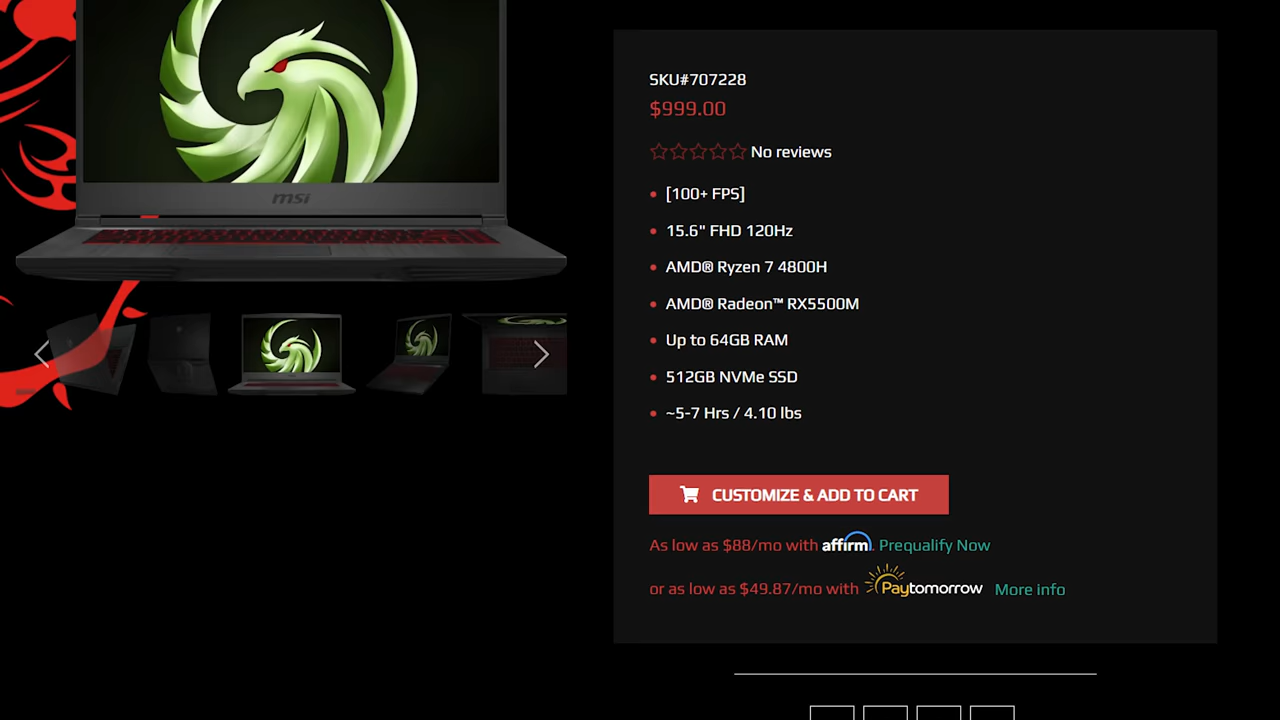 msi
SKU#707228
$999.00
No reviews
[100+ FPS]
15.6" FHD 120Hz
AMD® Ryzen 7 4800H
AMD® Radeon™ RX5500M
Up to 64GB RAM
512GB NVMe SSD
~5-7 Hrs / 4.10 lbs
CUSTOMIZE & ADD TO CART
As low as $88/mo with affirm. Prequalify Now
or as low as $49.87/mo with Paytomorrow More info